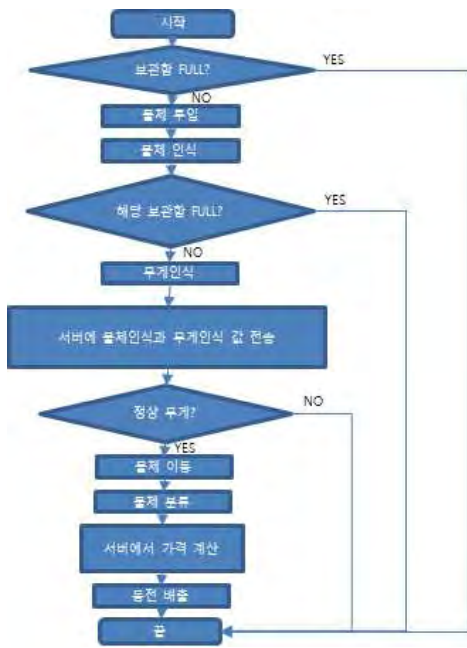 시작
보관함 FULL?
YES
NO
물체 투입
물체 인식
해당 보관함 FULL?
YES
NO
무게인식
서버에 물체인식과 무게인식 값 전송
정상 무게?
NO
YES
물체 이동
물체 분류
서버에서 가격 계산
동전 배출
끝